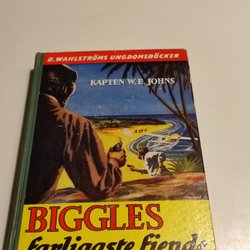 B. WAHLSTRÖMS UNGDOMSBÖCKER
KAPTEN W. E. JOHNS
BIGGLES
farligaste fiende